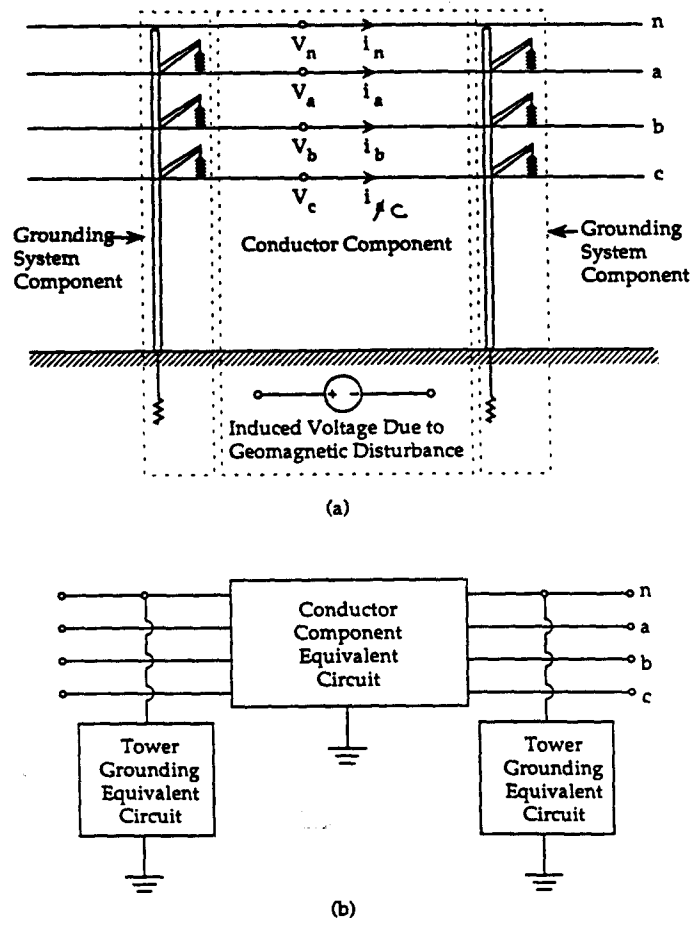 n
V_n i_n
a
V_a i_a
b
V_b i_b
c
V_c i_¢ c
Grounding
System
Component
Conductor Component
Grounding
System
Component
+ -
Induced Voltage Due to
Geomagnetic Disturbance
(a)
n
a
b
c
Conductor
Component
Equivalent
Circuit
Tower
Grounding
Equivalent
Circuit
Tower
Grounding
Equivalent
Circuit
(b)